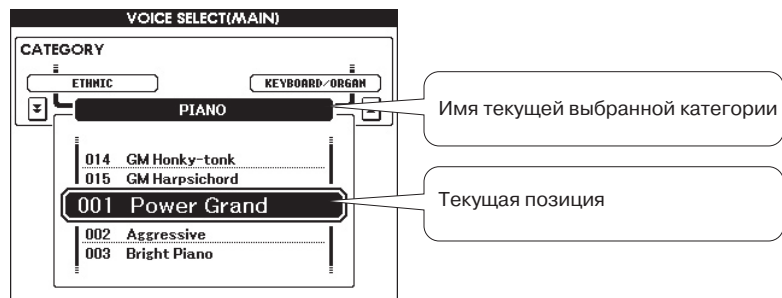 VOICE SELECT(MAIN)
CATEGORY
ETHNIC
KEYBOARD/ORGAN
PIANO
Имя текущей выбранной категории
014 GM Honky-tonk
015 GM Harpsichord
001 Power Grand
Текущая позиция
002 Aggressive
003 Bright Piano